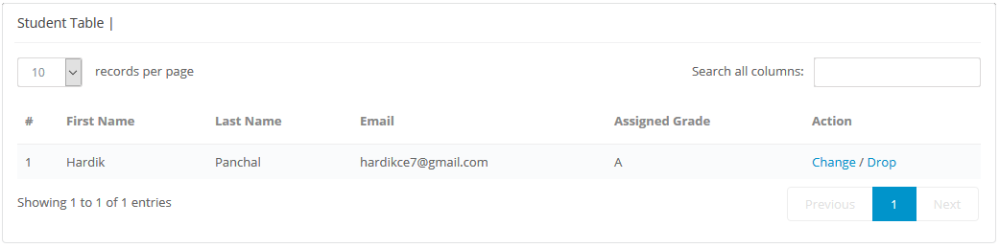 Student Table |
10 records per page Search all columns:
# First Name Last Name Email Assigned Grade Action
1 Hardik Panchal hardikce7@gmail.com A Change / Drop
Showing 1 to 1 of 1 entries Previous 1 Next